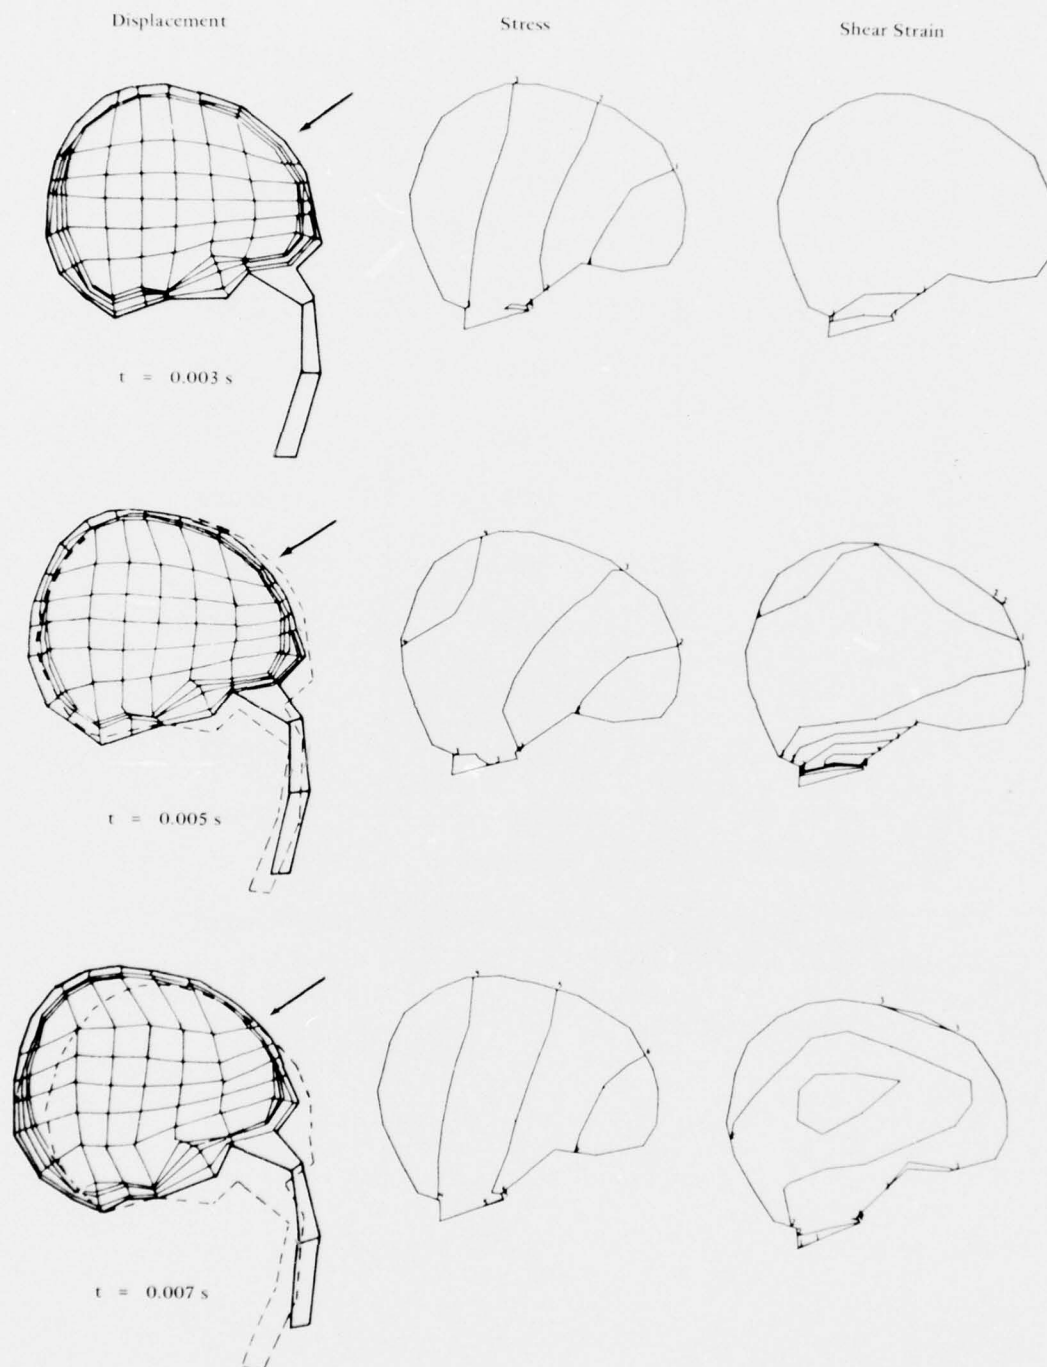 Displacement
Stress
Shear Strain
t = 0.003 s
t = 0.005 s
t = 0.007 s